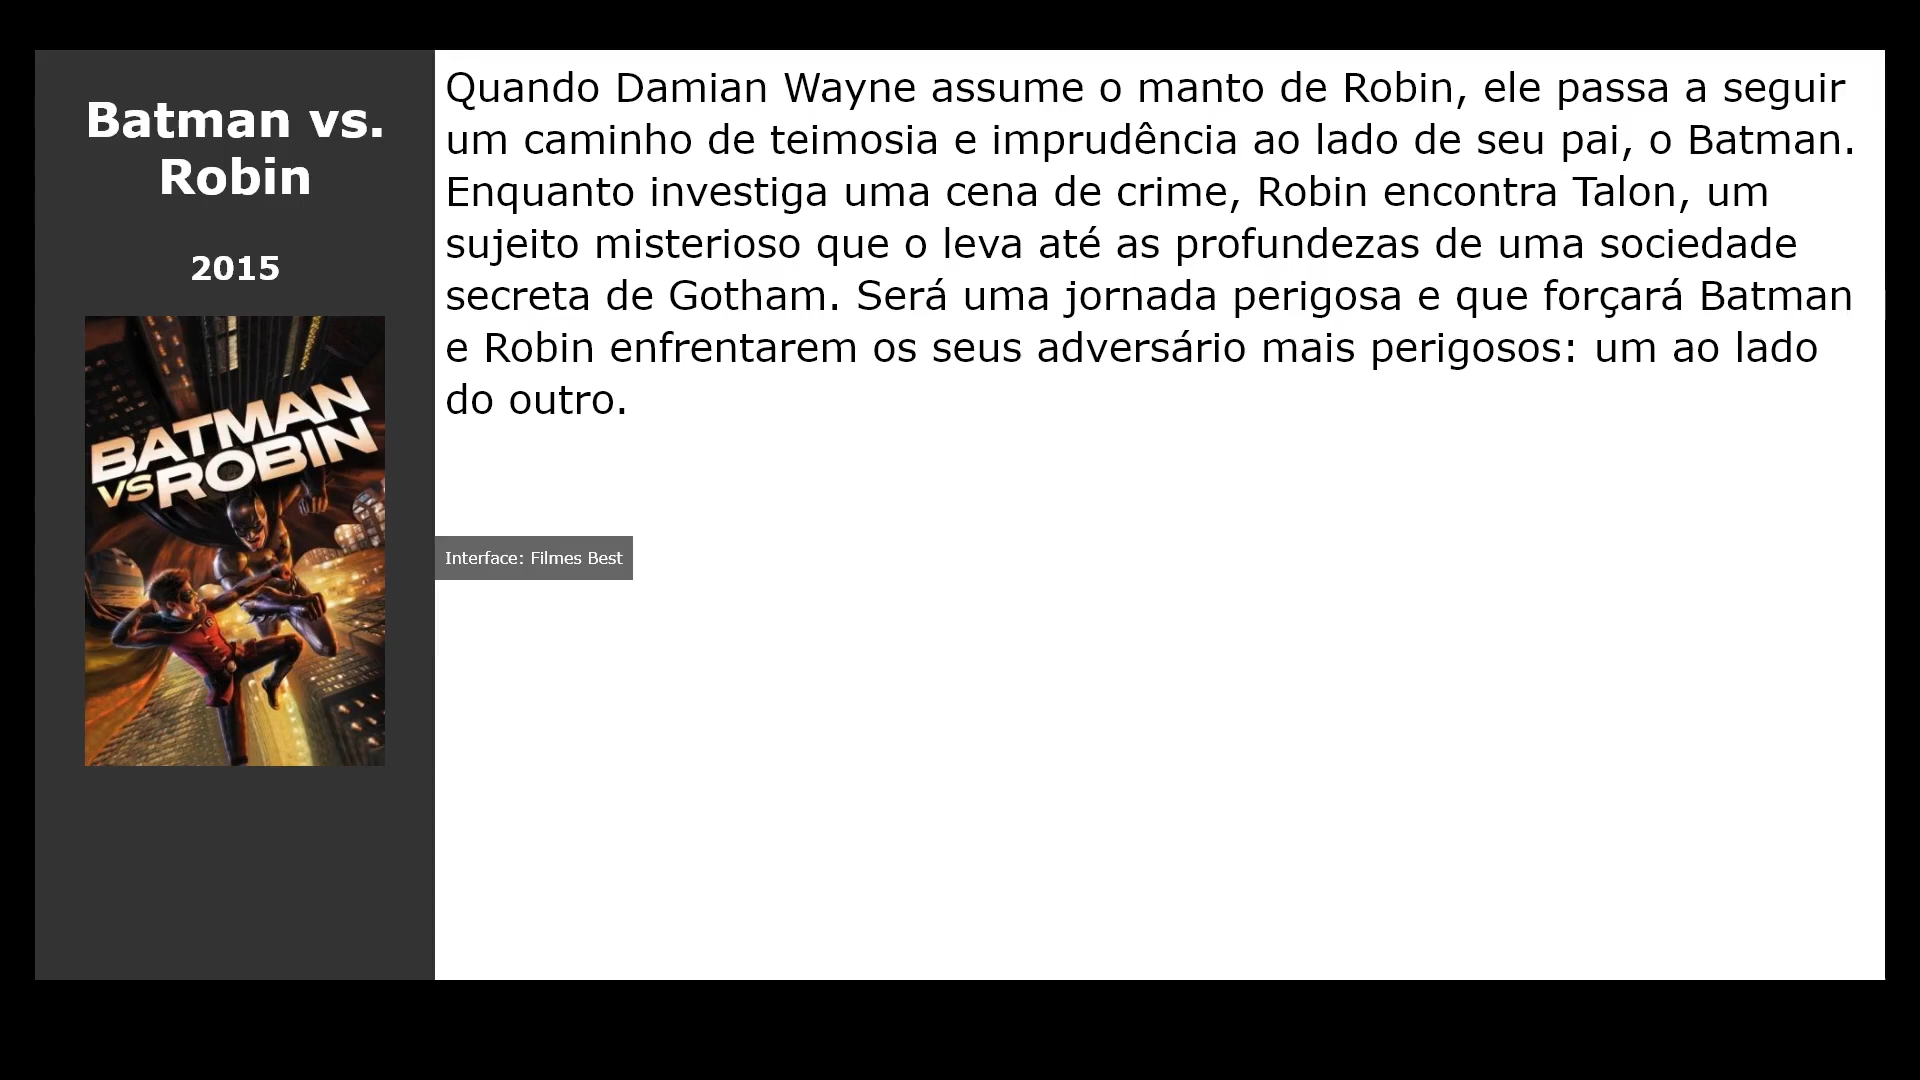 Batman vs.
Robin
2015
BATMAN
VS ROBIN
Quando Damian Wayne assume o manto de Robin, ele passa a seguir
um caminho de teimosia e imprudência ao lado de seu pai, o Batman.
Enquanto investiga uma cena de crime, Robin encontra Talon, um
sujeito misterioso que o leva até as profundezas de uma sociedade
secreta de Gotham. Será uma jornada perigosa e que forçará Batman
e Robin enfrentarem os seus adversário mais perigosos: um ao lado
do outro.
Interface: Filmes Best